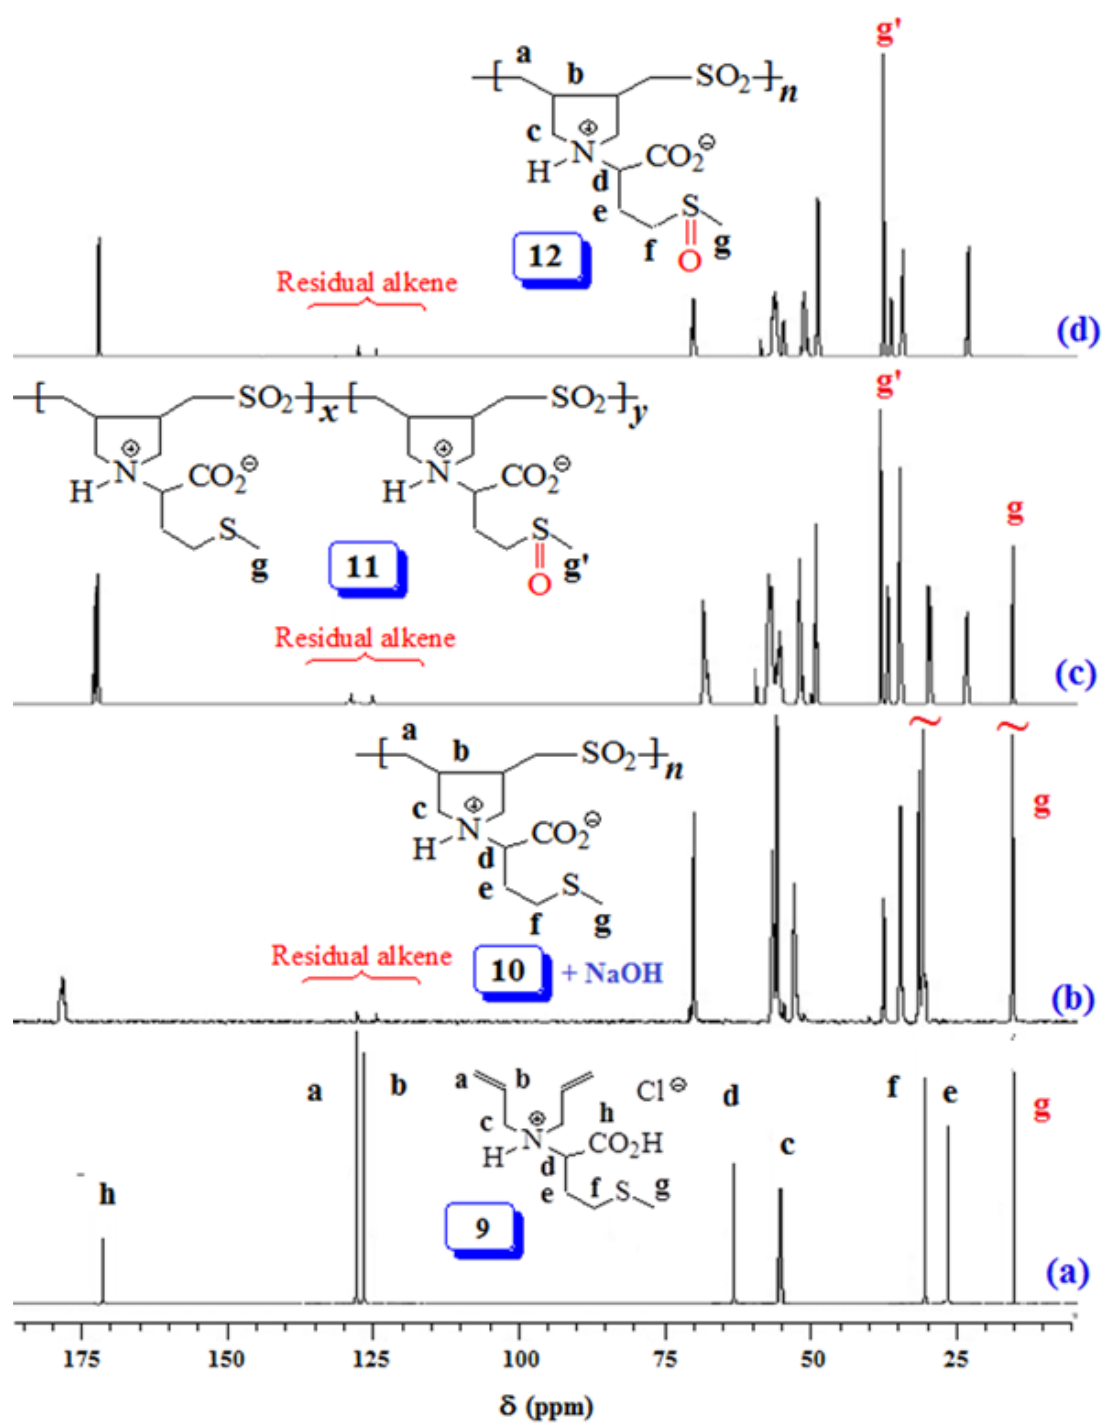 g'
a
b
SO2
n
c
⊕
N
H
CO2⊖
d
e
S
f
O
g
12
Residual alkene
(d)
SO2 x SO2 y
g'
⊕ ⊕
N CO2⊖ N CO2⊖
H H
g
S S
g 11 O g'
Residual alkene
(c)
a
b
SO2
n
c
⊕
N
H
CO2⊖
d
e
S
f
g
g
Residual alkene
10 + NaOH
(b)
a b
a b Cl⊖ d f e
g
c h
⊕
N CO2H
H
d
c
e f S g
h
9
(a)
175 150 125 100 75 50 25
δ (ppm)